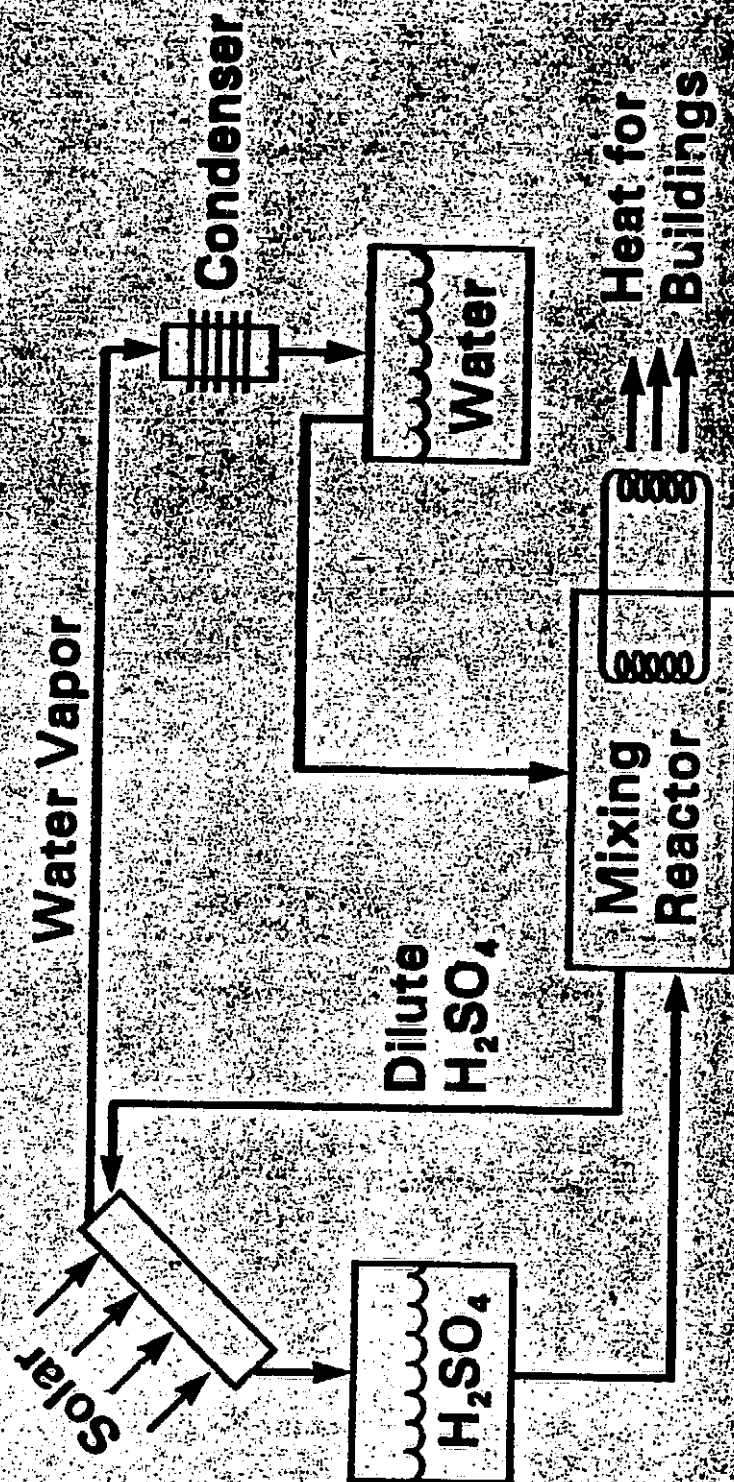 Solar
Water Vapor
Condenser
Dilute
H₂SO₄
H₂SO₄
Water
Mixing
Reactor
Heat for
Buildings